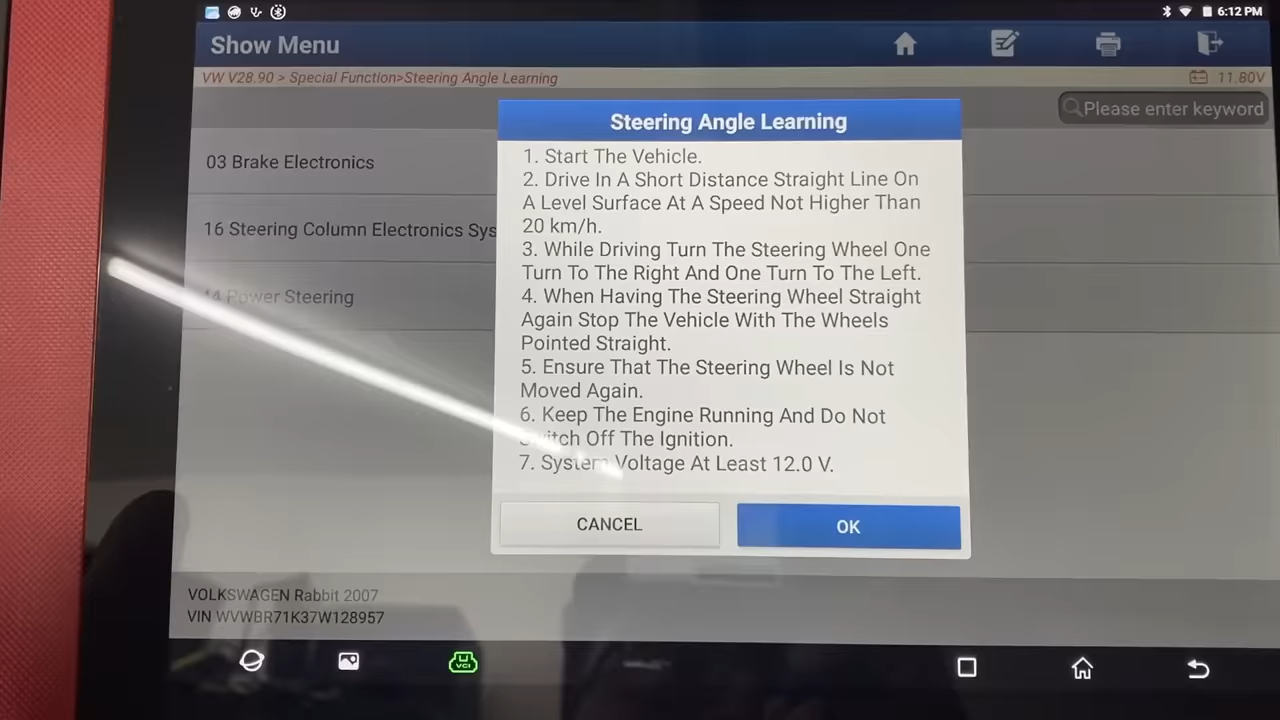 6:12 PM
Show Menu
VW V28.90 > Special Function>Steering Angle Learning
11.80V
Please enter keyword
03 Brake Electronics
16 Steering Column Electronics Sys
44 Power Steering
Steering Angle Learning
1. Start The Vehicle.
2. Drive In A Short Distance Straight Line On
A Level Surface At A Speed Not Higher Than
20 km/h.
3. While Driving Turn The Steering Wheel One
Turn To The Right And One Turn To The Left.
4. When Having The Steering Wheel Straight
Again Stop The Vehicle With The Wheels
Pointed Straight.
5. Ensure That The Steering Wheel Is Not
Moved Again.
6. Keep The Engine Running And Do Not
Switch Off The Ignition.
7. System Voltage At Least 12.0 V.
CANCEL
OK
VOLKSWAGEN Rabbit 2007
VIN WVWBR71K37W128957
VCI